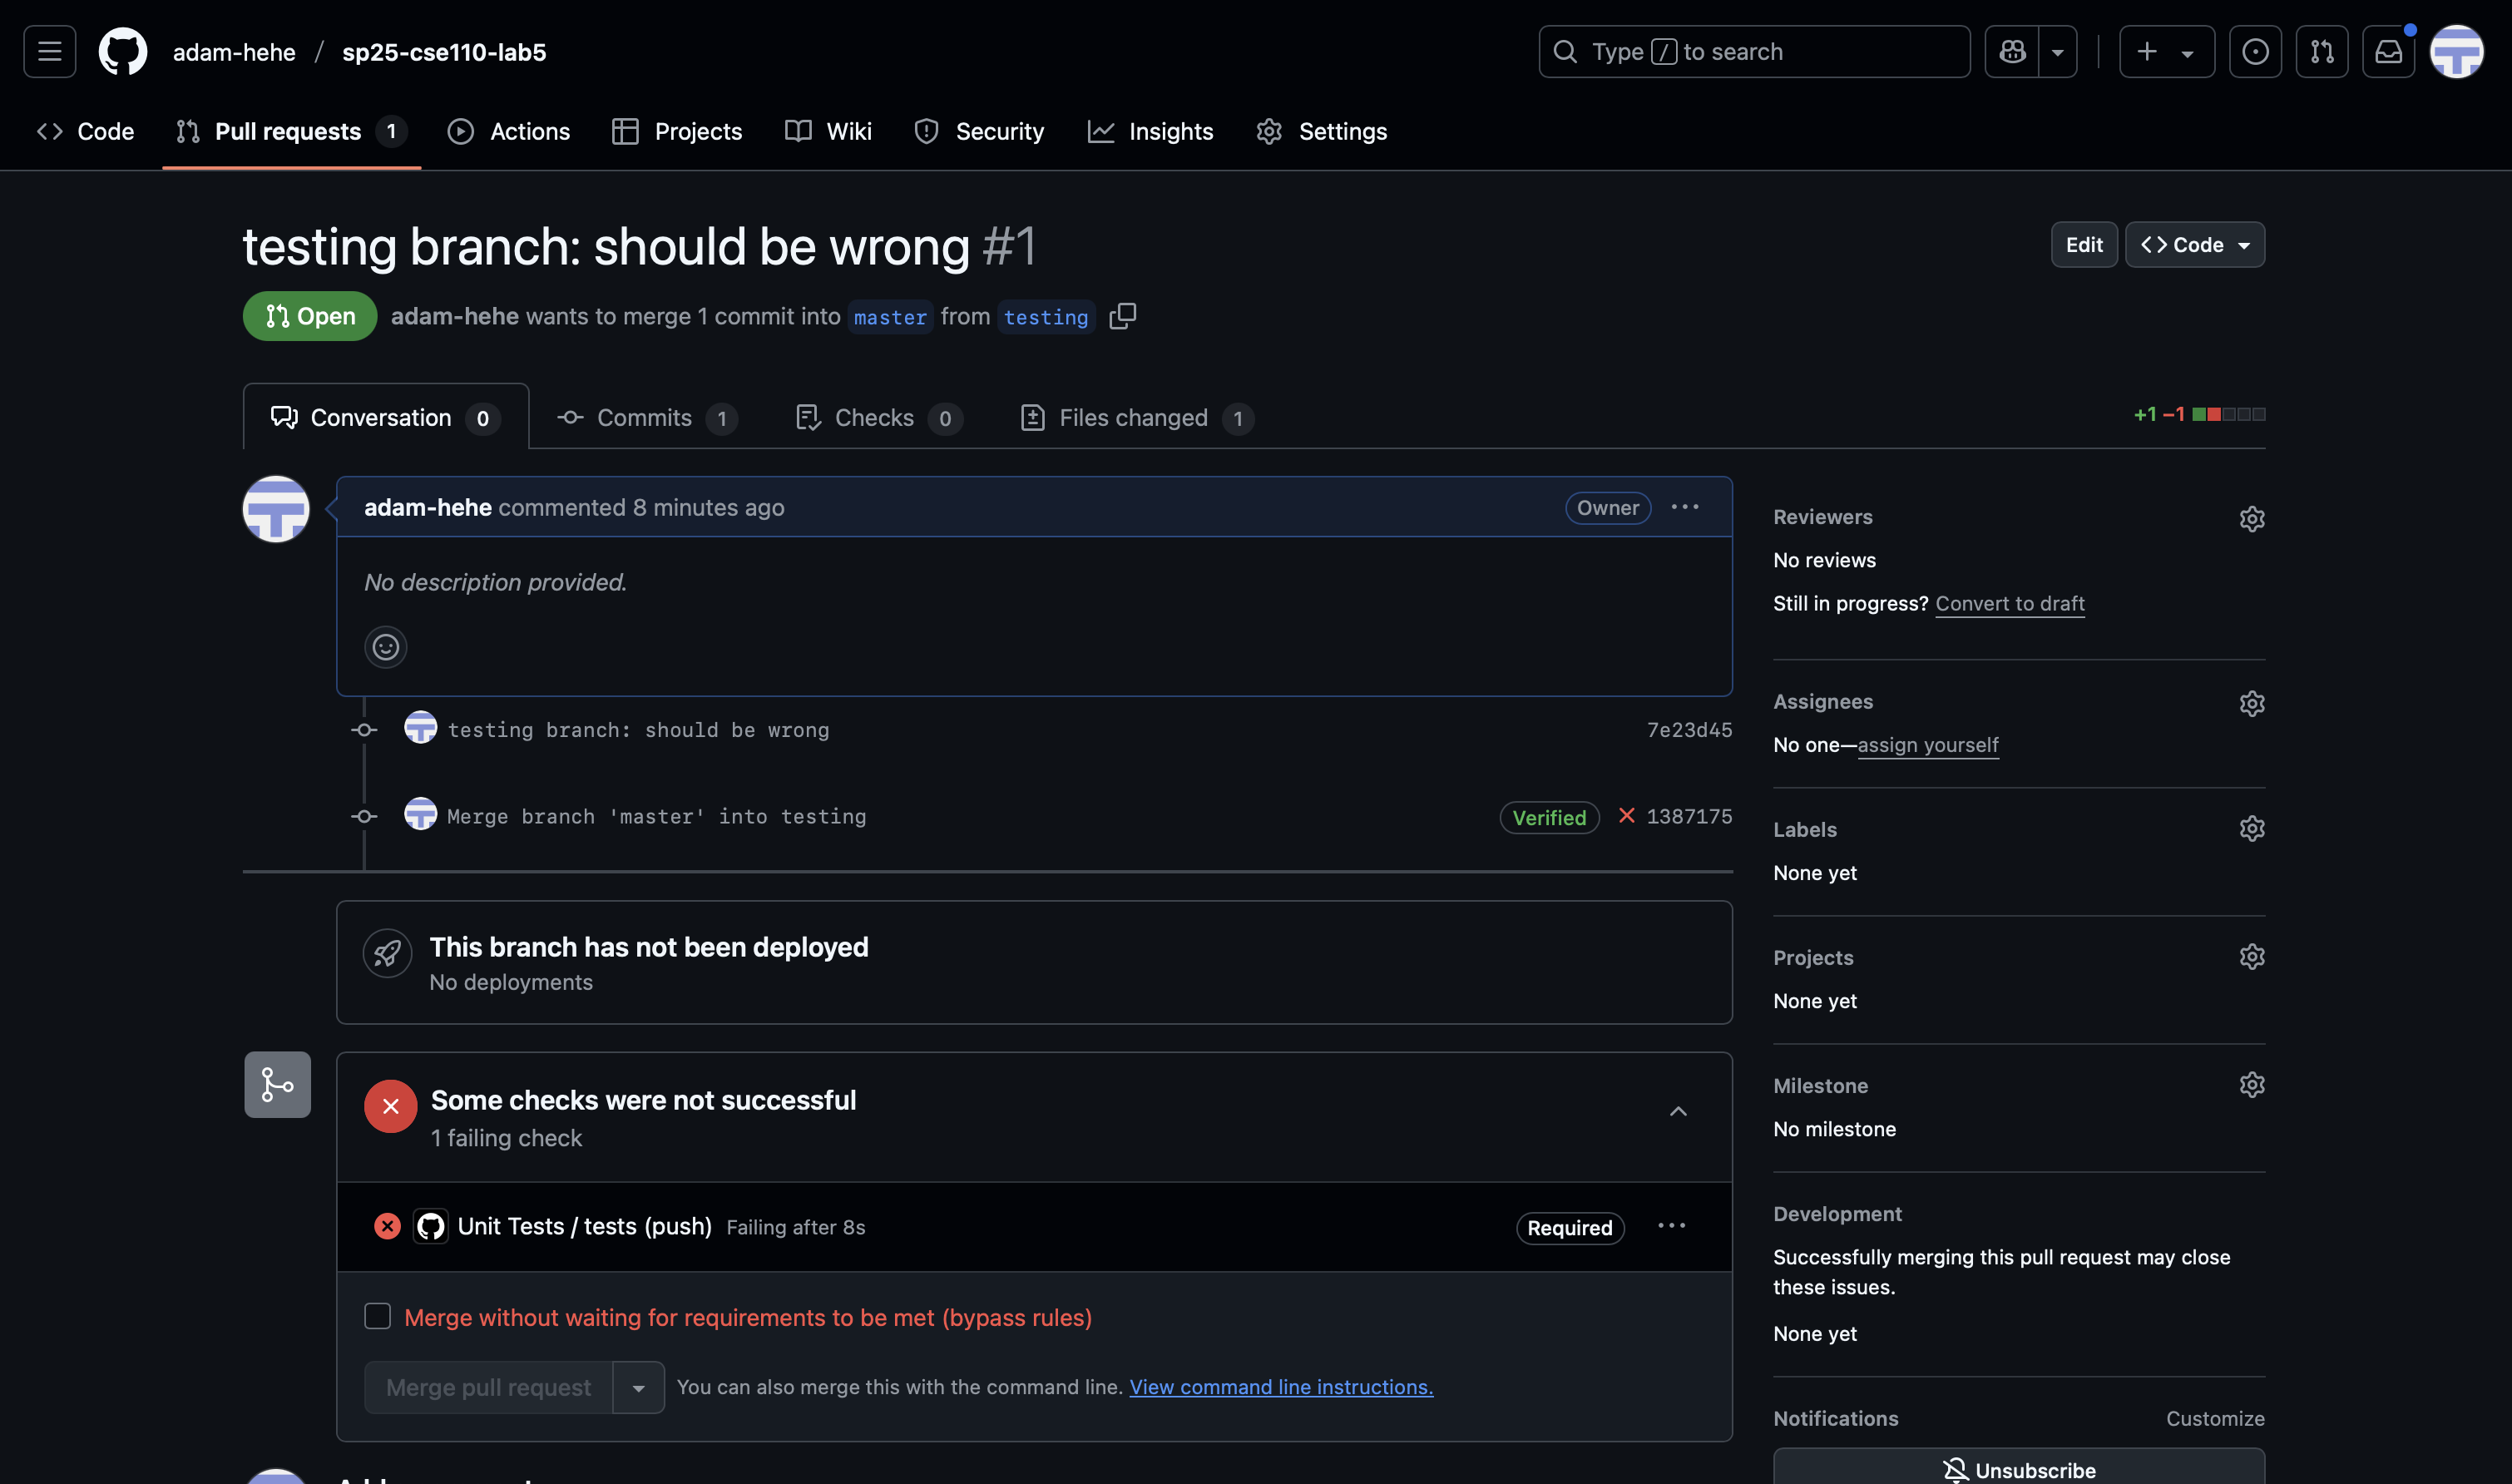 adam-hehe / sp25-cse110-lab5
Type / to search
Code
Pull requests 1
Actions
Projects
Wiki
Security
Insights
Settings
testing branch: should be wrong #1
Edit
Code
Open
adam-hehe wants to merge 1 commit into master from testing
Conversation 0
Commits 1
Checks 0
Files changed 1
+1 −1
adam-hehe commented 8 minutes ago
Owner
No description provided.
testing branch: should be wrong
7e23d45
Merge branch 'master' into testing
Verified
1387175
This branch has not been deployed
No deployments
Some checks were not successful
1 failing check
Unit Tests / tests (push) Failing after 8s
Required
Merge without waiting for requirements to be met (bypass rules)
Merge pull request
You can also merge this with the command line. View command line instructions.
Reviewers
No reviews
Still in progress? Convert to draft
Assignees
No one—assign yourself
Labels
None yet
Projects
None yet
Milestone
No milestone
Development
Successfully merging this pull request may close
these issues.
None yet
Notifications
Customize
Unsubscribe